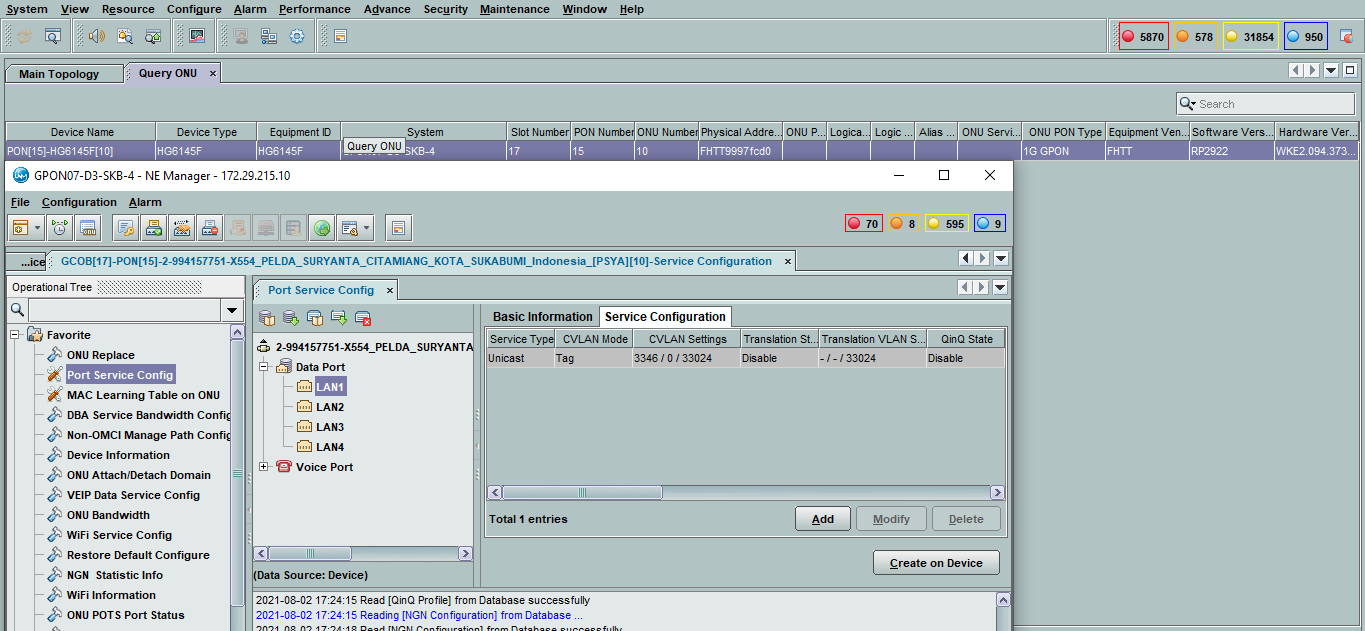 System View Resource Configure Alarm Performance Advance Security Maintenance Window Help
5870 578 31854 950
Main Topology Query ONU ×
Search
Device Name Device Type Equipment ID System Slot Number PON Number ONU Number Physical Addre... ONU P... Logica... Logic ... Alias ... ONU Servi... ONU PON Type Equipment Ven... Software Vers... Hardware Ver...
Query ONU
PON[15]-HG6145F[10] HG6145F HG6145F SKB-4 17 15 10 FHTT9997fcd0 1G GPON FHTT RP2922 WKE2.094.373...
GPON07-D3-SKB-4 - NE Manager - 172.29.215.10
File Configuration Alarm
70 8 595 9
...ice GCOB[17]-PON[15]-2-994157751-X554_PELDA_SURYANTA_CITAMIANG_KOTA_SUKABUMI_Indonesia_[PSYA][10]-Service Configuration ×
Operational Tree
Favorite
ONU Replace
Port Service Config
MAC Learning Table on ONU
DBA Service Bandwidth Config
Non-OMCI Manage Path Config
Device Information
ONU Attach/Detach Domain
VEIP Data Service Config
ONU Bandwidth
WiFi Service Config
Restore Default Configure
NGN Statistic Info
WiFi Information
ONU POTS Port Status
Port Service Config ×
2-994157751-X554_PELDA_SURYANTA
Data Port
LAN1
LAN2
LAN3
LAN4
Voice Port
(Data Source: Device)
Basic Information Service Configuration
Service Type CVLAN Mode CVLAN Settings Translation St... Translation VLAN S... QinQ State
Unicast Tag 3346 / 0 / 33024 Disable - / - / 33024 Disable
Total 1 entries
Add Modify Delete
Create on Device
2021-08-02 17:24:15 Read [QinQ Profile] from Database successfully
2021-08-02 17:24:15 Reading [NGN Configuration] from Database ...
2021-08-02 17:24:18 Read [NGN Configuration] from Database successfully